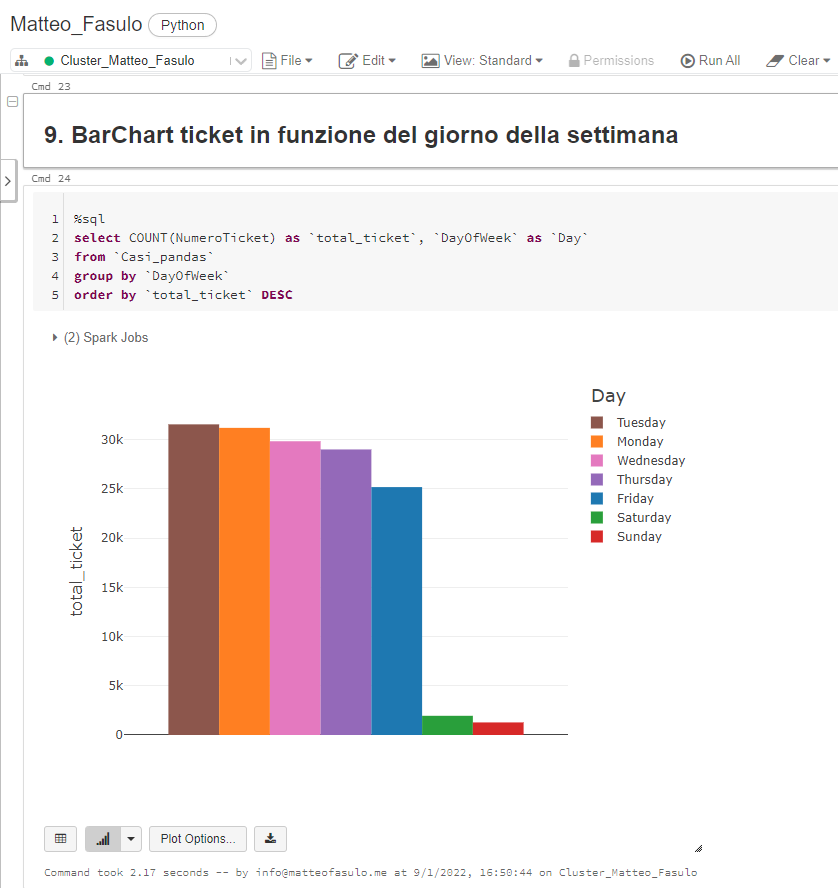 Matteo_Fasulo Python
Cluster_Matteo_Fasulo File Edit View: Standard Permissions Run All Clear
Cmd 23
9. BarChart ticket in funzione del giorno della settimana
Cmd 24
1 %sql
2 select COUNT(NumeroTicket) as `total_ticket`, `DayOfWeek` as `Day`
3 from `Casi_pandas`
4 group by `DayOfWeek`
5 order by `total_ticket` DESC
(2) Spark Jobs
Day
Tuesday
Monday
Wednesday
Thursday
Friday
Saturday
Sunday
30k
25k
20k
15k
10k
5k
0
total_ticket
Plot Options...
Command took 2.17 seconds -- by info@matteofasulo.me at 9/1/2022, 16:50:44 on Cluster_Matteo_Fasulo